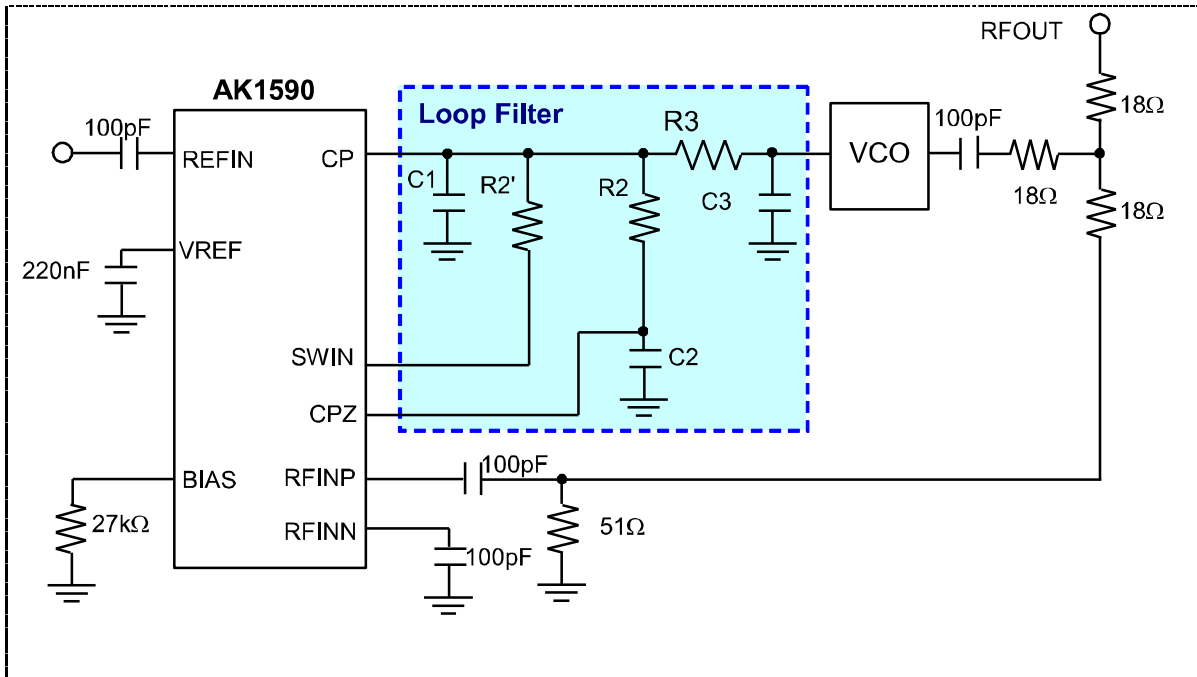 RFOUT
AK1590
Loop Filter
18Ω
100pF
100pF
R3
REFIN
CP
VCO
C1
R2'
R2
C3
18Ω
18Ω
VREF
220nF
SWIN
C2
CPZ
100pF
BIAS
RFINP
27kΩ
51Ω
RFINN
100pF